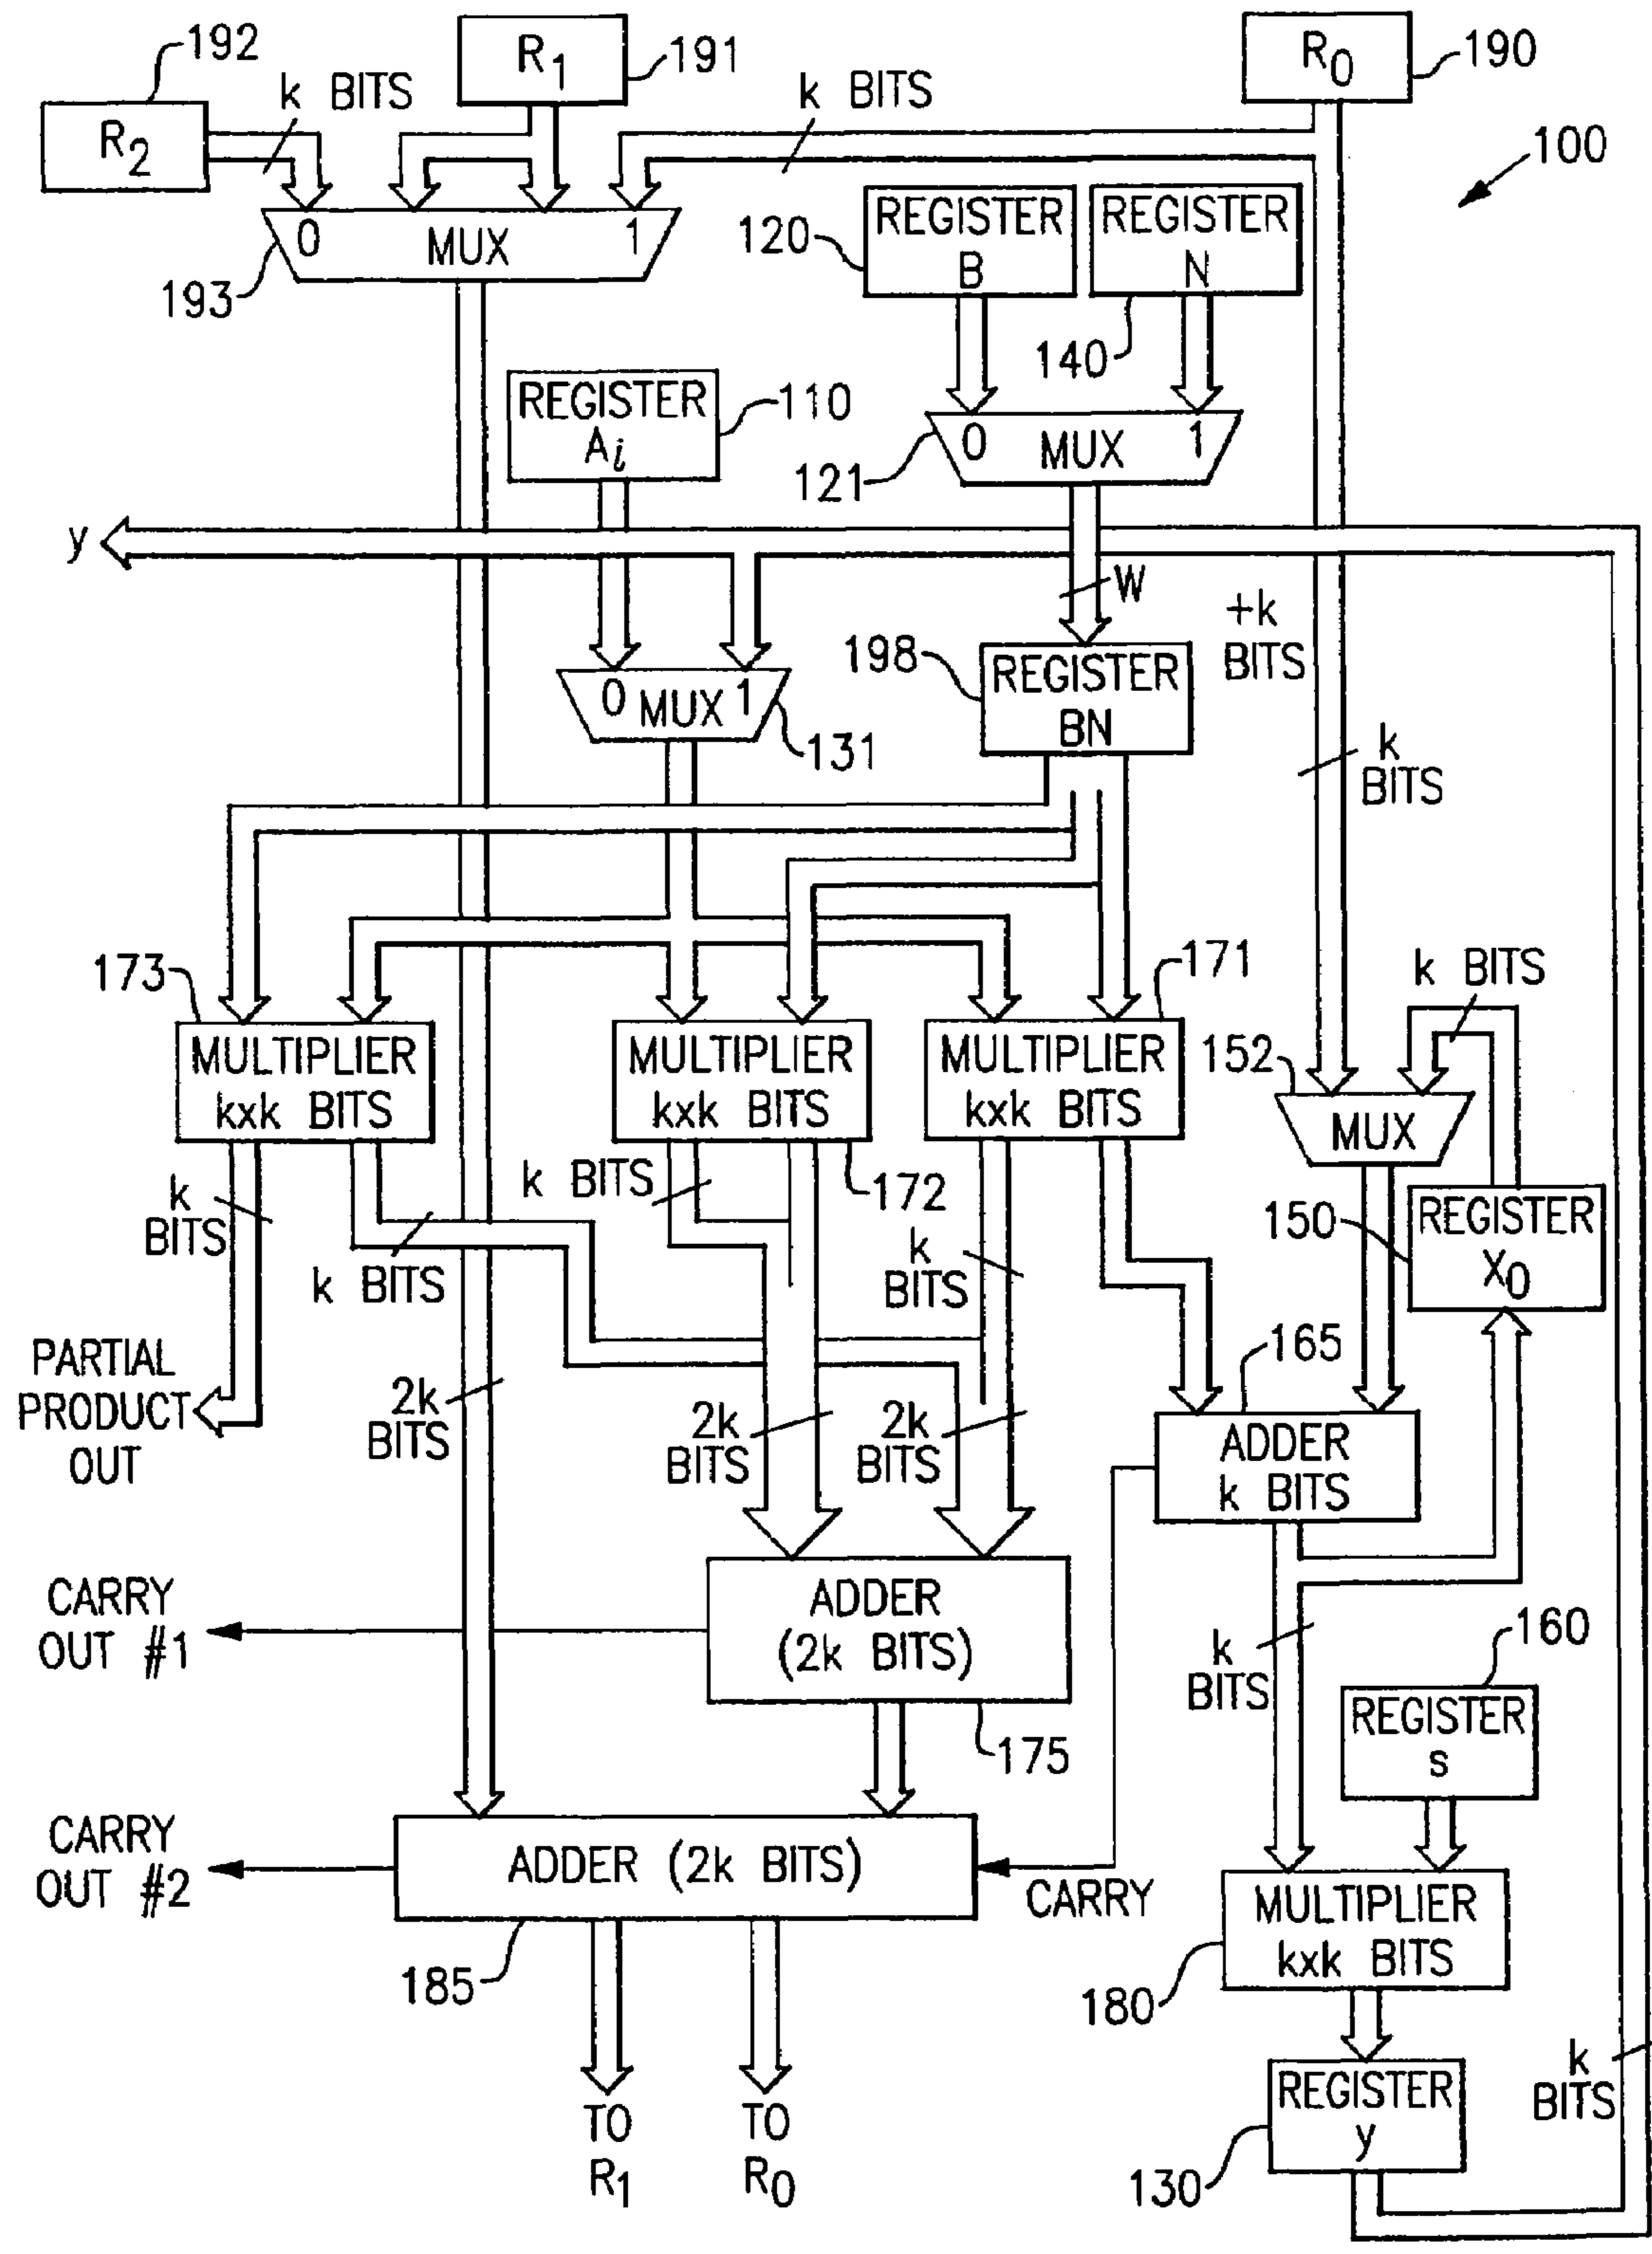 192
R1
191
R0
190
k BITS
k BITS
R2
100
0
MUX
1
193
120
REGISTER
B
REGISTER
N
140
REGISTER
Ai
110
0
MUX
1
121
y
W
+k
BITS
198
REGISTER
BN
0
MUX
1
131
k
BITS
173
171
k BITS
MULTIPLIER
kxk BITS
MULTIPLIER
kxk BITS
MULTIPLIER
kxk BITS
152
MUX
k
BITS
k BITS
172
k BITS
k
BITS
150
REGISTER
X0
PARTIAL
PRODUCT
OUT
2k
BITS
2k
BITS
2k
BITS
165
ADDER
k BITS
CARRY
OUT #1
ADDER
(2k BITS)
175
k
BITS
160
REGISTER
s
CARRY
OUT #2
ADDER (2k BITS)
CARRY
185
MULTIPLIER
kxk BITS
180
TO
R1
TO
R0
REGISTER
y
130
k
BITS